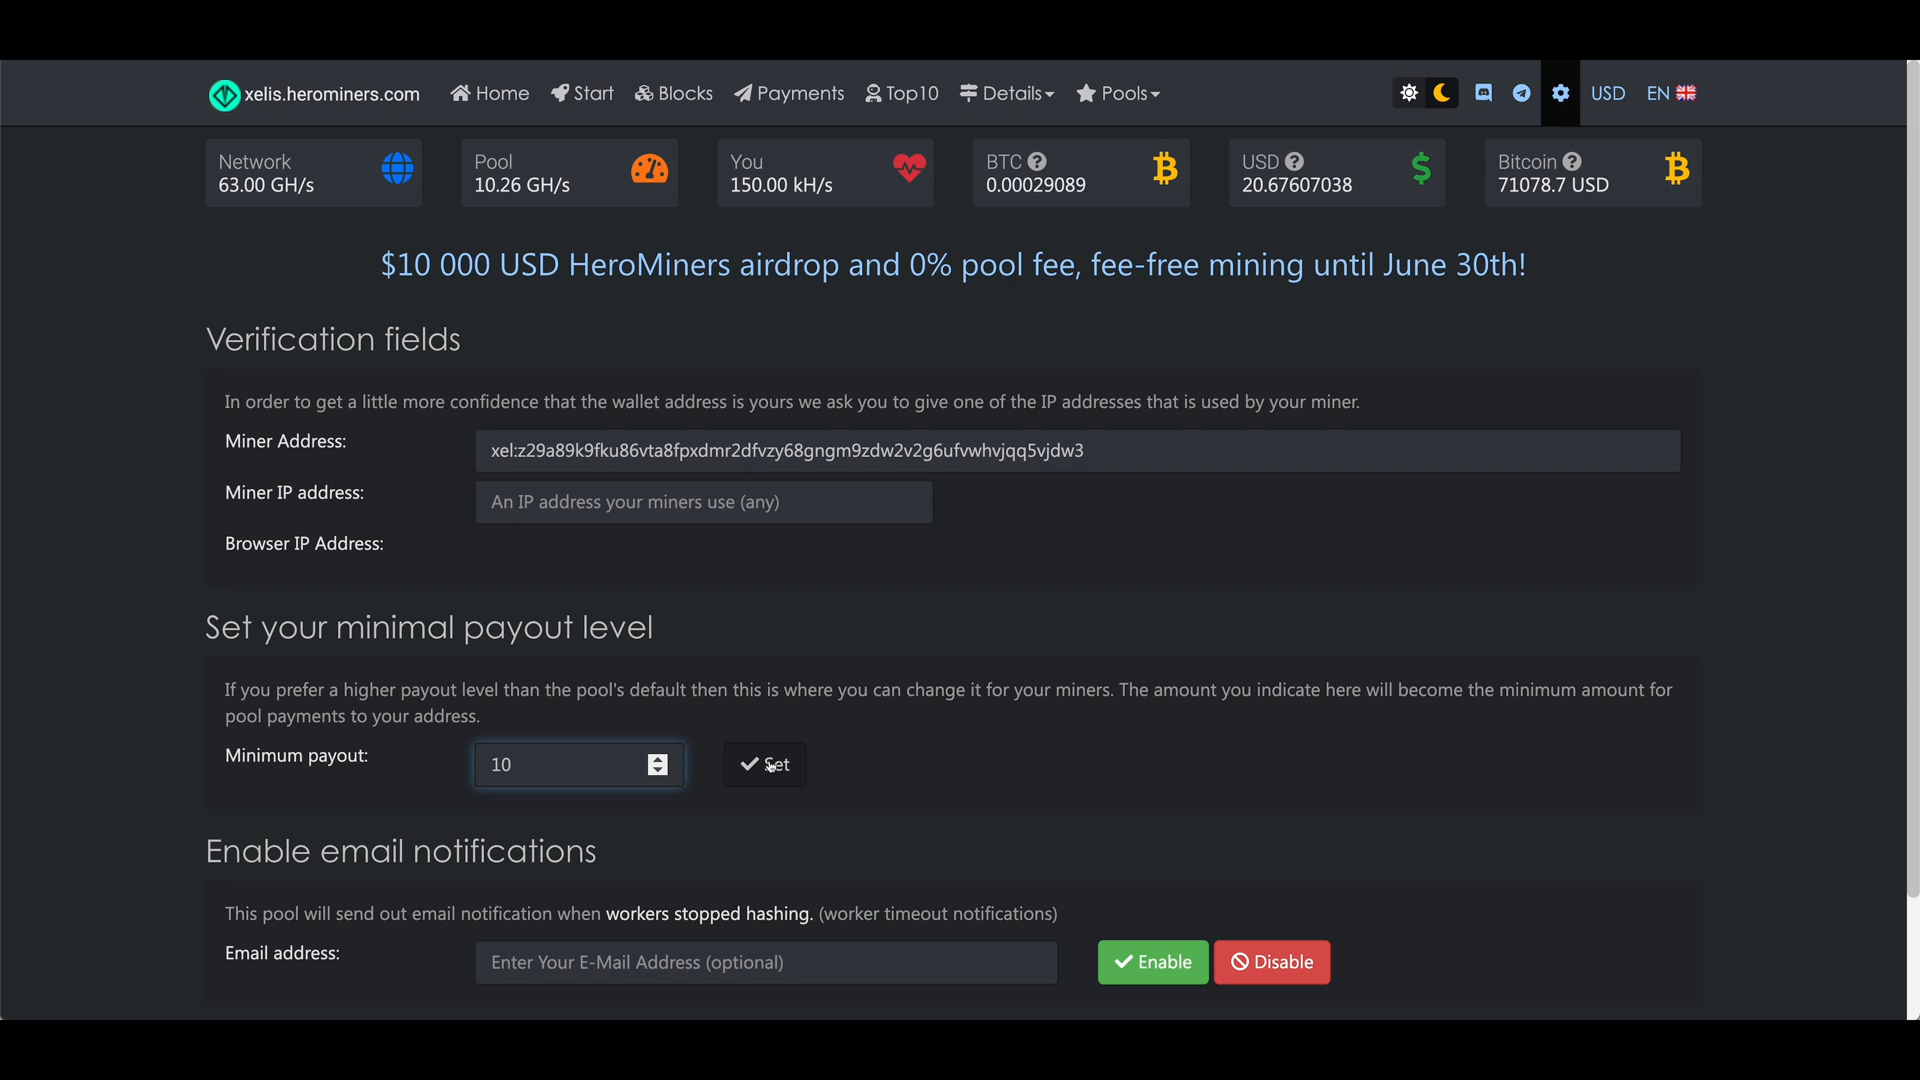 xelis.herominers.com Home Start Blocks Payments Top10 Details Pools USD EN
Network
63.00 GH/s
Pool
10.26 GH/s
You
150.00 kH/s
BTC
0.00029089
USD
20.67607038
Bitcoin
71078.7 USD
$10 000 USD HeroMiners airdrop and 0% pool fee, fee-free mining until June 30th!
Verification fields
In order to get a little more confidence that the wallet address is yours we ask you to give one of the IP addresses that is used by your miner.
Miner Address: xel:z29a89k9fku86vta8fpxdmr2dfvzy68gngm9zdw2v2g6ufvwhvjqq5vjdw3
Miner IP address: An IP address your miners use (any)
Browser IP Address:
Set your minimal payout level
If you prefer a higher payout level than the pool's default then this is where you can change it for your miners. The amount you indicate here will become the minimum amount for
pool payments to your address.
Minimum payout: 10 Set
Enable email notifications
This pool will send out email notification when workers stopped hashing. (worker timeout notifications)
Email address: Enter Your E-Mail Address (optional) Enable Disable